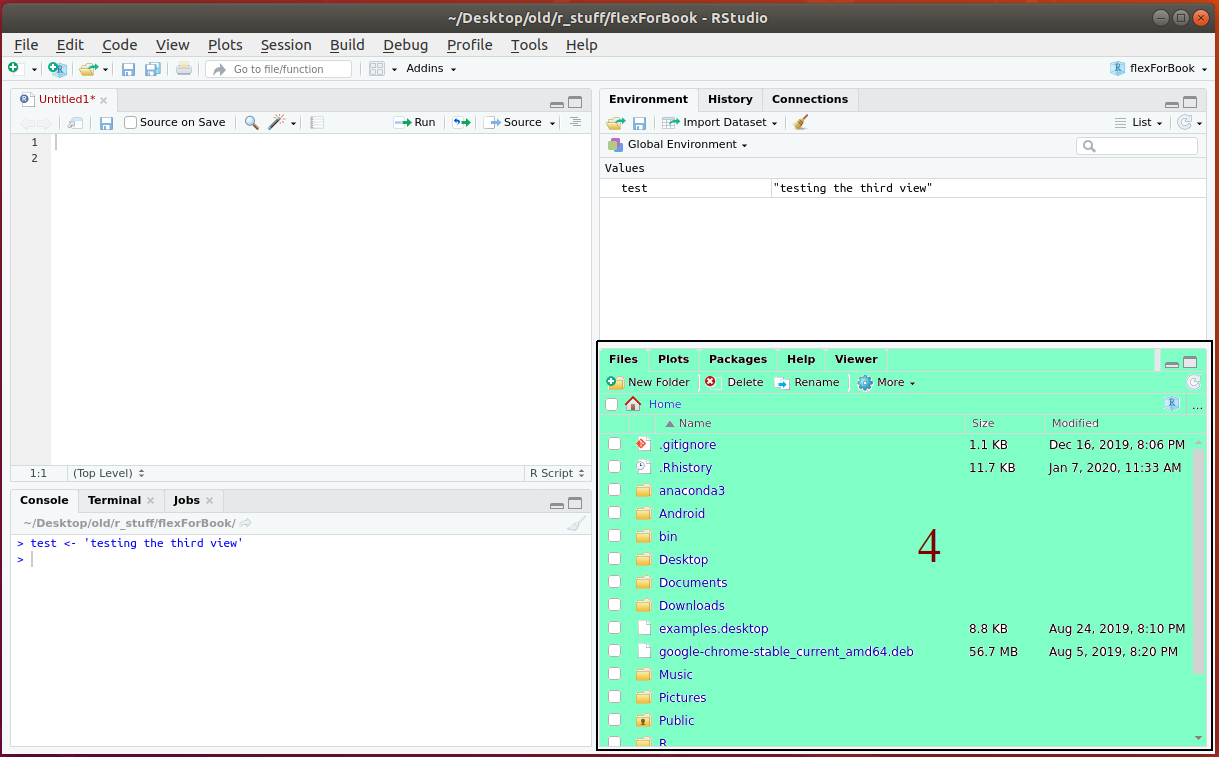 ~/Desktop/old/r_stuff/flexForBook - RStudio
File Edit Code View Plots Session Build Debug Profile Tools Help
Go to file/function Addins flexForBook
Untitled1*
Source on Save Run Source
1
2
1:1 (Top Level) R Script
Console Terminal Jobs
~/Desktop/old/r_stuff/flexForBook/
> test <- 'testing the third view'
>
Environment History Connections
Import Dataset List
Global Environment
Values
test "testing the third view"
Files Plots Packages Help Viewer
New Folder Delete Rename More
Home ...
Name Size Modified
.gitignore 1.1 KB Dec 16, 2019, 8:06 PM
.Rhistory 11.7 KB Jan 7, 2020, 11:33 AM
anaconda3
Android
bin
4
Desktop
Documents
Downloads
examples.desktop 8.8 KB Aug 24, 2019, 8:10 PM
google-chrome-stable_current_amd64.deb 56.7 MB Aug 5, 2019, 8:20 PM
Music
Pictures
Public
R